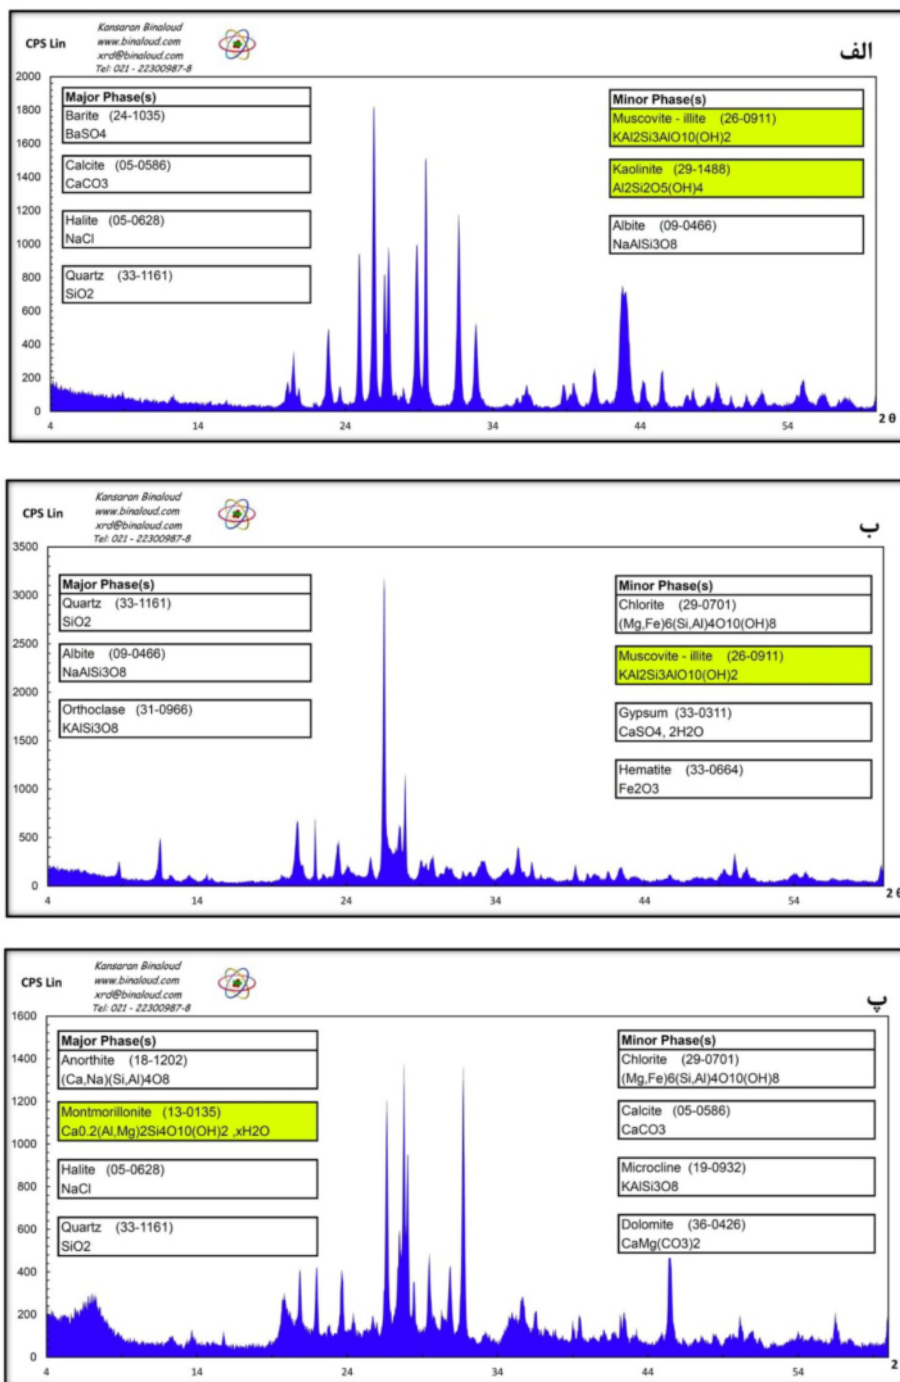 Kansaran Binaloud
www.binaloud.com
xrd@binaloud.com
Tel: 021 - 22300987-8
CPS Lin
الف
2000
1800
1600
1400
1200
1000
800
600
400
200
0
Major Phase(s)
Barite (24-1035)
BaSO4
Calcite (05-0586)
CaCO3
Halite (05-0628)
NaCl
Quartz (33-1161)
SiO2
Minor Phase(s)
Muscovite - illite (26-0911)
KAl2Si3AlO10(OH)2
Kaolinite (29-1488)
Al2Si2O5(OH)4
Albite (09-0466)
NaAlSi3O8
4 14 24 34 44 54
2θ
Kansaran Binaloud
www.binaloud.com
xrd@binaloud.com
Tel: 021 - 22300987-8
CPS Lin
ب
3500
3000
2500
2000
1500
1000
500
0
Major Phase(s)
Quartz (33-1161)
SiO2
Albite (09-0466)
NaAlSi3O8
Orthoclase (31-0966)
KAlSi3O8
Minor Phase(s)
Chlorite (29-0701)
(Mg,Fe)6(Si,Al)4O10(OH)8
Muscovite - illite (26-0911)
KAl2Si3AlO10(OH)2
Gypsum (33-0311)
CaSO4, 2H2O
Hematite (33-0664)
Fe2O3
4 14 24 34 44 54
2θ
Kansaran Binaloud
www.binaloud.com
xrd@binaloud.com
Tel: 021 - 22300987-8
CPS Lin
پ
1600
1400
1200
1000
800
600
400
200
0
Major Phase(s)
Anorthite (18-1202)
(Ca,Na)(Si,Al)4O8
Montmorillonite (13-0135)
Ca0.2(Al,Mg)2Si4O10(OH)2 ,xH2O
Halite (05-0628)
NaCl
Quartz (33-1161)
SiO2
Minor Phase(s)
Chlorite (29-0701)
(Mg,Fe)6(Si,Al)4O10(OH)8
Calcite (05-0586)
CaCO3
Microcline (19-0932)
KAlSi3O8
Dolomite (36-0426)
CaMg(CO3)2
4 14 24 34 44 54
2